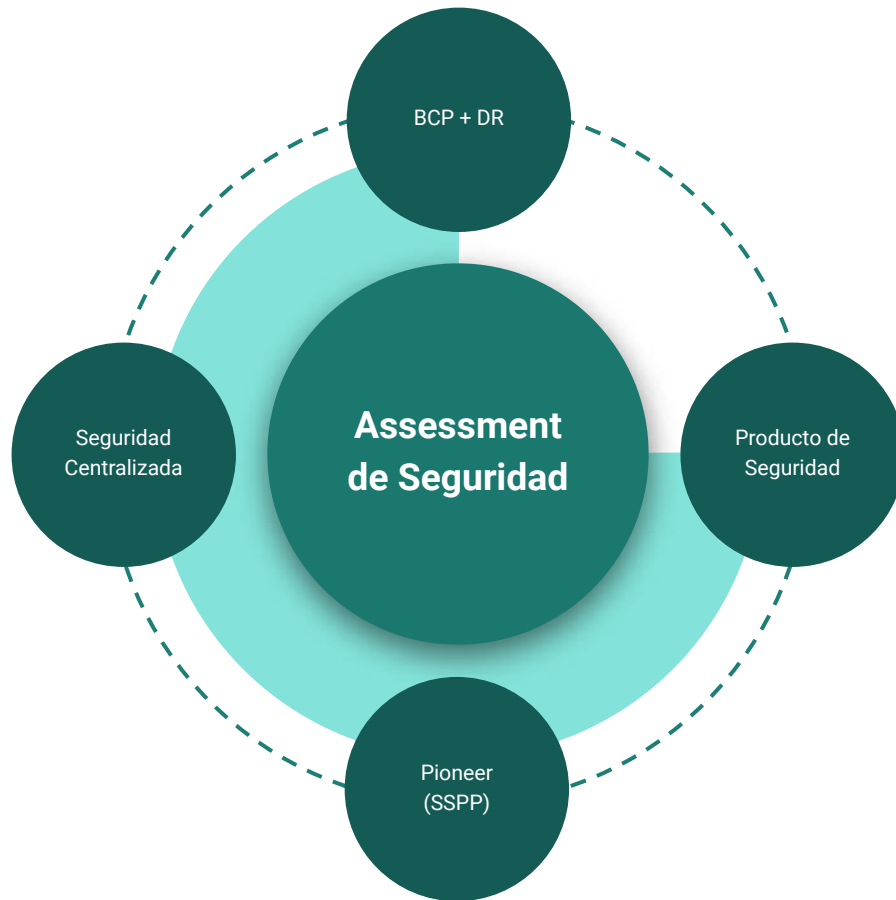 BCP + DR
Assessment
de Seguridad
Seguridad
Centralizada
Producto de
Seguridad
Pioneer
(SSPP)